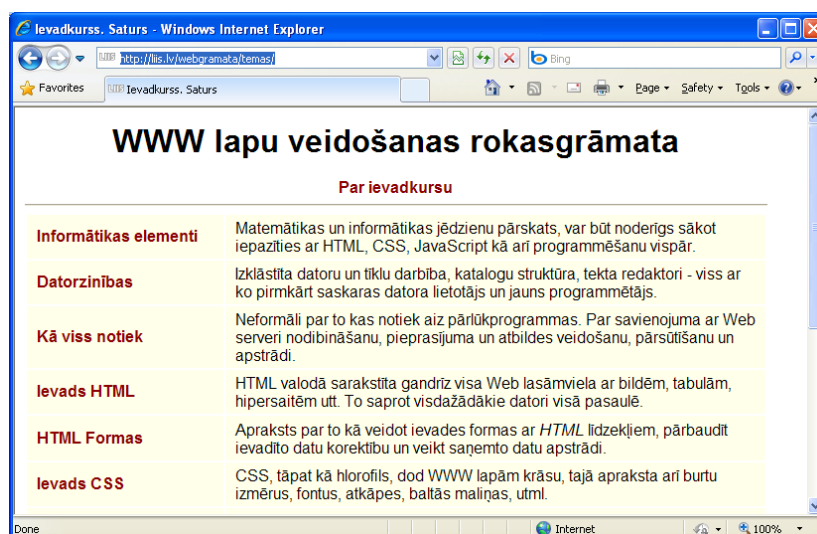 Ievadkurss. Saturs - Windows Internet Explorer
http://liis.lv/webgramata/temas/
Bing
Favorites
Ievadkurss. Saturs
Page
Safety
Tools
WWW lapu veidošanas rokasgrāmata
Par ievadkursu
Informātikas elementi
Matemātikas un informātikas jēdzienu pārskats, var būt noderīgs sākot
iepazīties ar HTML, CSS, JavaScript kā arī programmēšanu vispār.
Datorzinības
Izklāstīta datoru un tīklu darbība, katalogu struktūra, tekta redaktori - viss ar
ko pirmkārt saskaras datora lietotājs un jauns programmētājs.
Kā viss notiek
Neformāli par to kas notiek aiz pārlūkprogrammas. Par savienojuma ar Web
serveri nodibināšanu, pieprasījuma un atbildes veidošanu, pārsūtīšanu un
apstrādi.
Ievads HTML
HTML valodā sarakstīta gandrīz visa Web lasāmviela ar bildēm, tabulām,
hipersaitēm utt. To saprot visdažādākie datori visā pasaulē.
HTML Formas
Apraksts par to kā veidot ievades formas ar HTML līdzekļiem, pārbaudīt
ievadīto datu korektību un veikt saņemto datu apstrādi.
Ievads CSS
CSS, tāpat kā hlorofils, dod WWW lapām krāsu, tajā apraksta arī burtu
izmērus, fontus, atkāpes, baltās maliņas, utml.
Done
Internet
100%